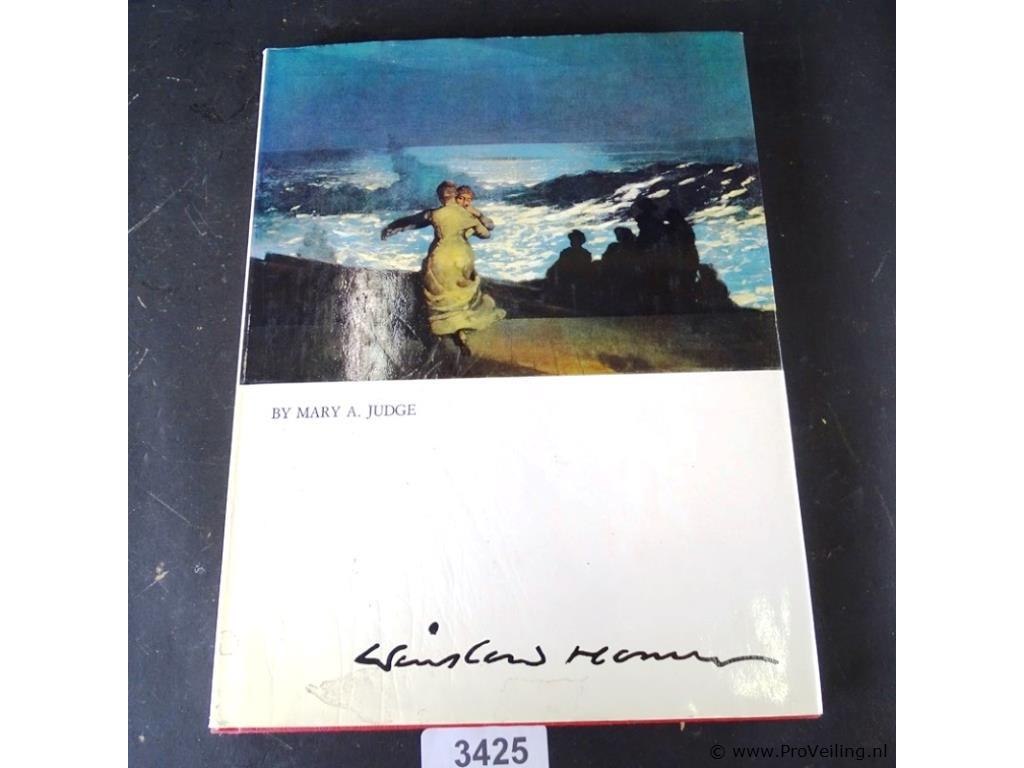 BY MARY A. JUDGE
Winslow Homer
3425
© www.ProVeiling.nl